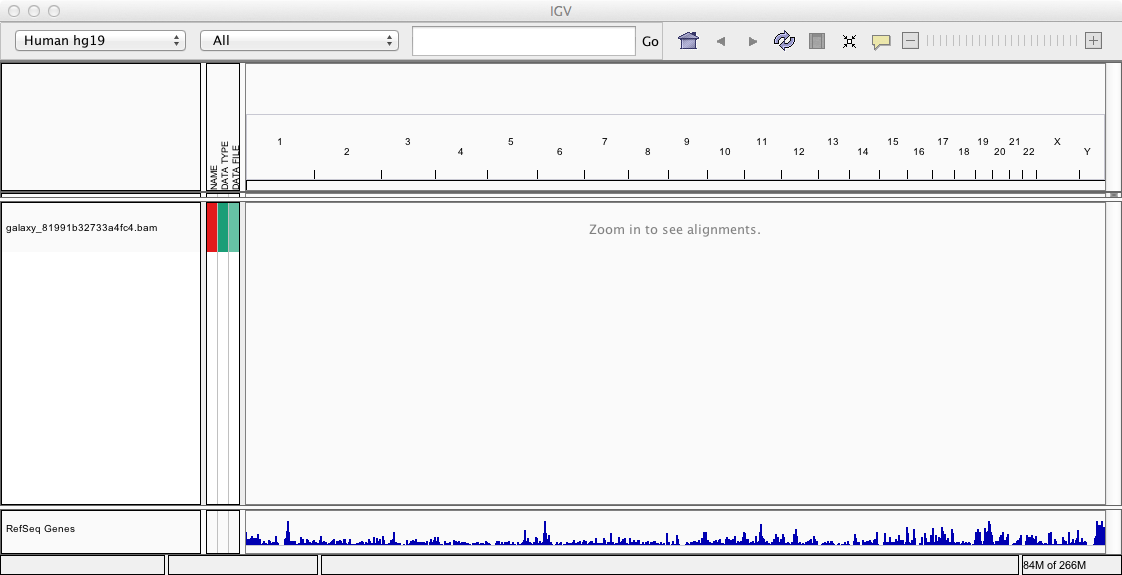 IGV
Human hg19 All Go
NAME
DATA TYPE
DATA FILE
1 2 3 4 5 6 7 8 9 10 11 12 13 14 15 16 17 18 19 20 21 22 X Y
galaxy_81991b32733a4fc4.bam
Zoom in to see alignments.
RefSeq Genes
84M of 266M